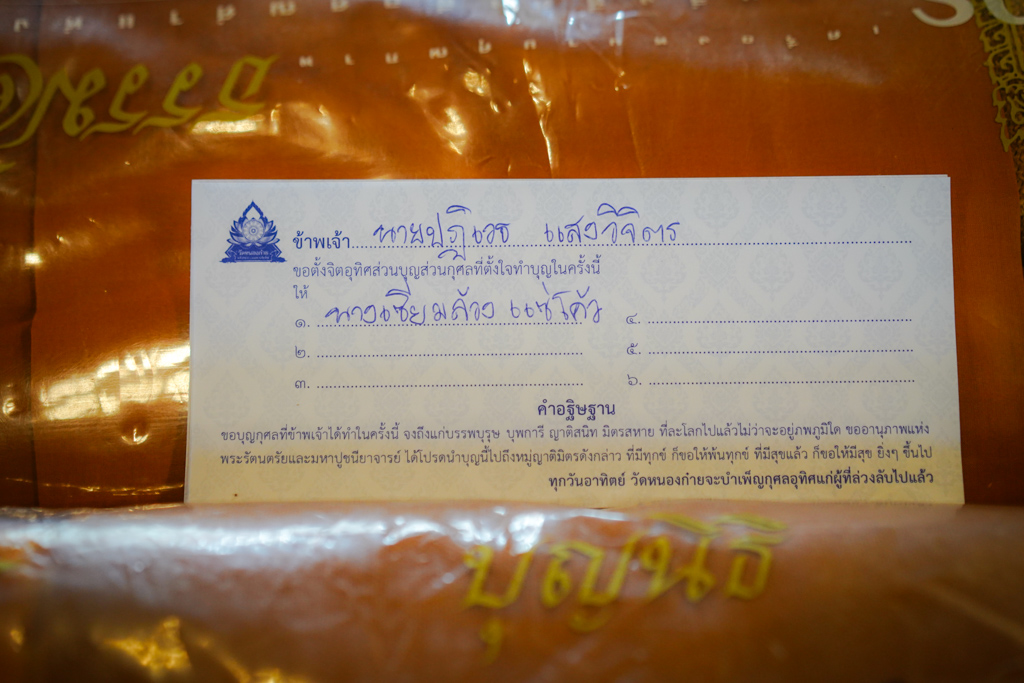 ธรรม
ข้าพเจ้า นายปฏิเวธ แสงวิจิตร
ขอตั้งจิตอุทิศส่วนบุญส่วนกุศลที่ตั้งใจทำบุญในครั้งนี้
ให้
๑. นางเซียมล้วง แซ่โค้ว
๔.
๒.
๕.
๓.
๖.
คำอฐิษฐาน
ขอบุญกุศลที่ข้าพเจ้าได้ทำในครั้งนี้ จงถึงแก่บรรพบุรุษ บุพการี ญาติสนิท มิตรสหาย ที่ละโลกไปแล้วไม่ว่าจะอยู่ภพภูมิใด ขออานุภาพแห่ง
พระรัตนตรัยและมหาปูชนียาจารย์ ได้โปรดนำบุญนี้ไปถึงหมู่ญาติมิตรดังกล่าว ที่มีทุกข์ ก็ขอให้พ้นทุกข์ ที่มีสุขแล้ว ก็ขอให้มีสุข ยิ่งๆ ขึ้นไป
ทุกวันอาทิตย์ วัดหนองก๋ายจะบำเพ็ญกุศลอุทิศแก่ผู้ที่ล่วงลับไปแล้ว
บุญนิธิ